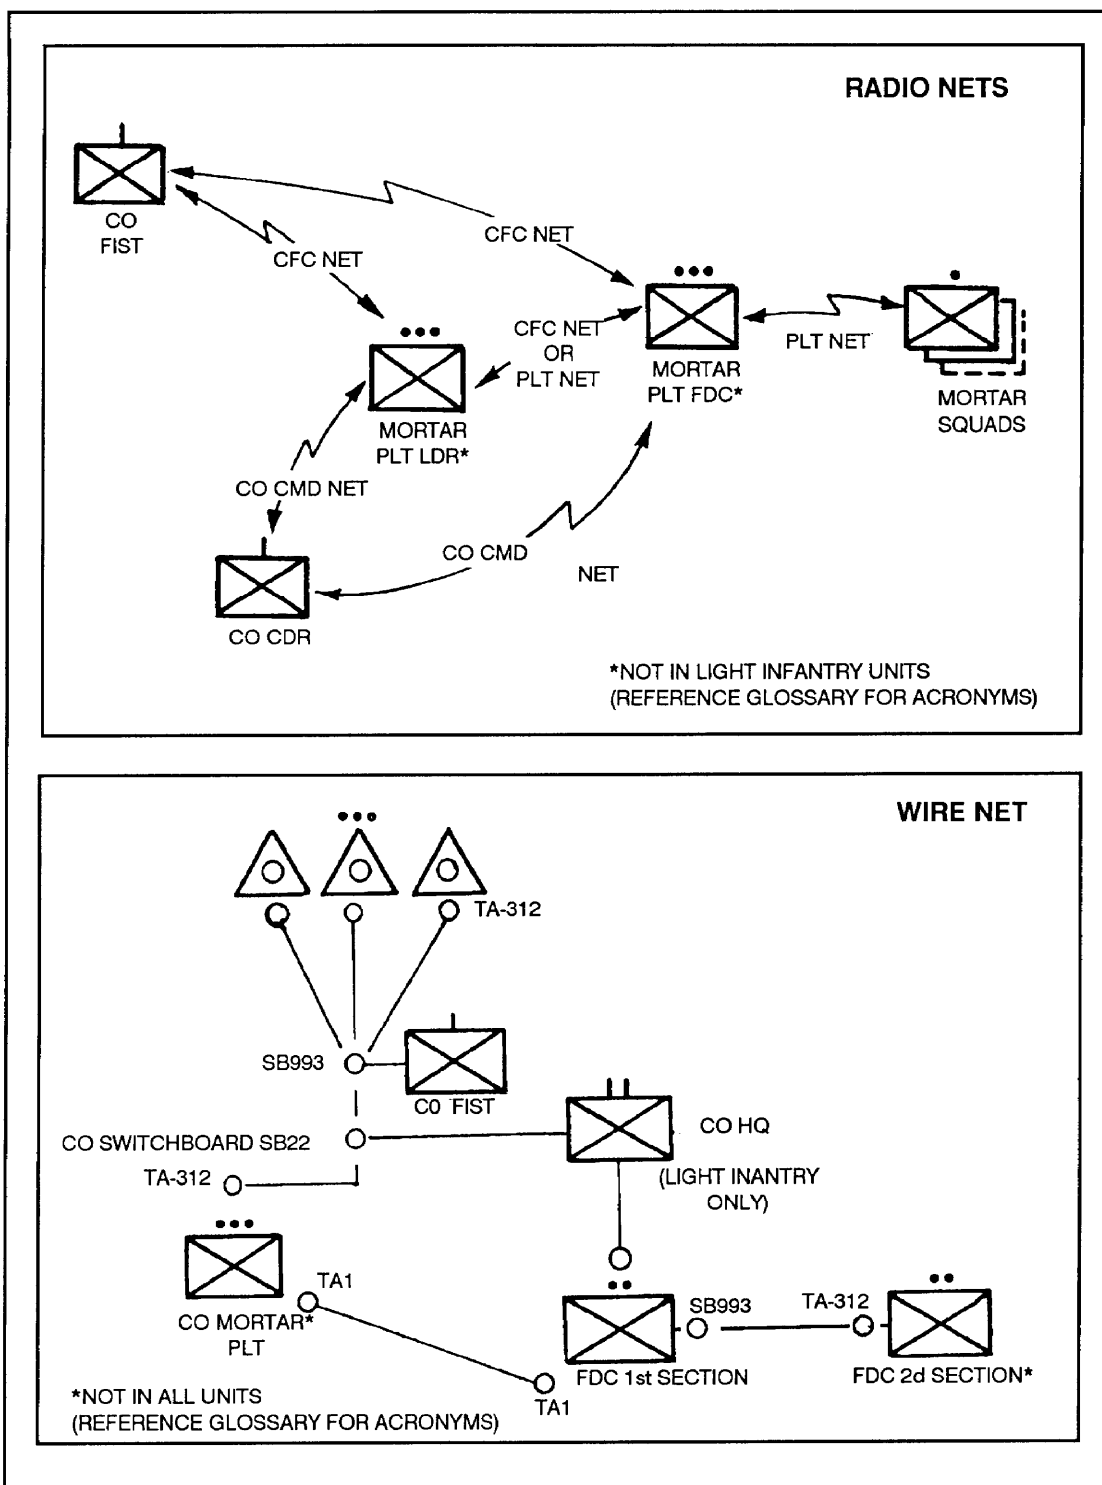 RADIO NETS
CO
FIST
CFC NET
CFC NET
CFC NET
OR
PLT NET
MORTAR
PLT FDC*
PLT NET
MORTAR
SQUADS
MORTAR
PLT LDR*
CO CMD NET
CO CMD
NET
CO CDR
*NOT IN LIGHT INFANTRY UNITS
(REFERENCE GLOSSARY FOR ACRONYMS)
WIRE NET
TA-312
SB993
C0 FIST
CO SWITCHBOARD SB22
CO HQ
TA-312
(LIGHT INANTRY
ONLY)
TA1
CO MORTAR*
PLT
SB993
TA-312
FDC 1st SECTION
FDC 2d SECTION*
TA1
*NOT IN ALL UNITS
(REFERENCE GLOSSARY FOR ACRONYMS)